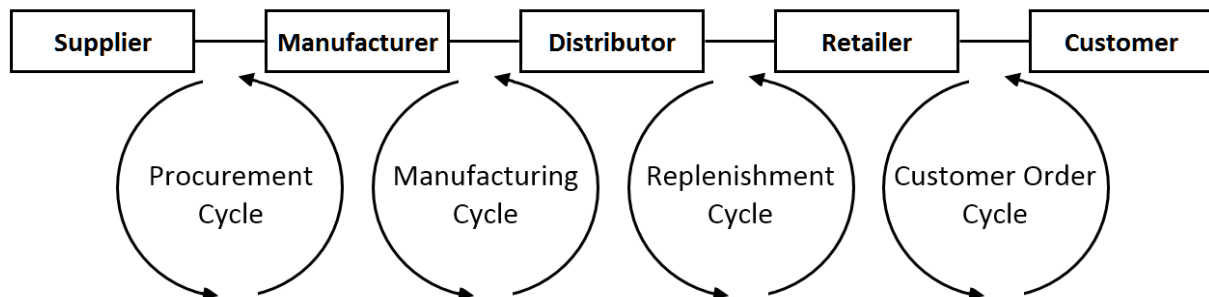 Supplier
Manufacturer
Distributor
Retailer
Customer
Procurement
Cycle
Manufacturing
Cycle
Replenishment
Cycle
Customer Order
Cycle